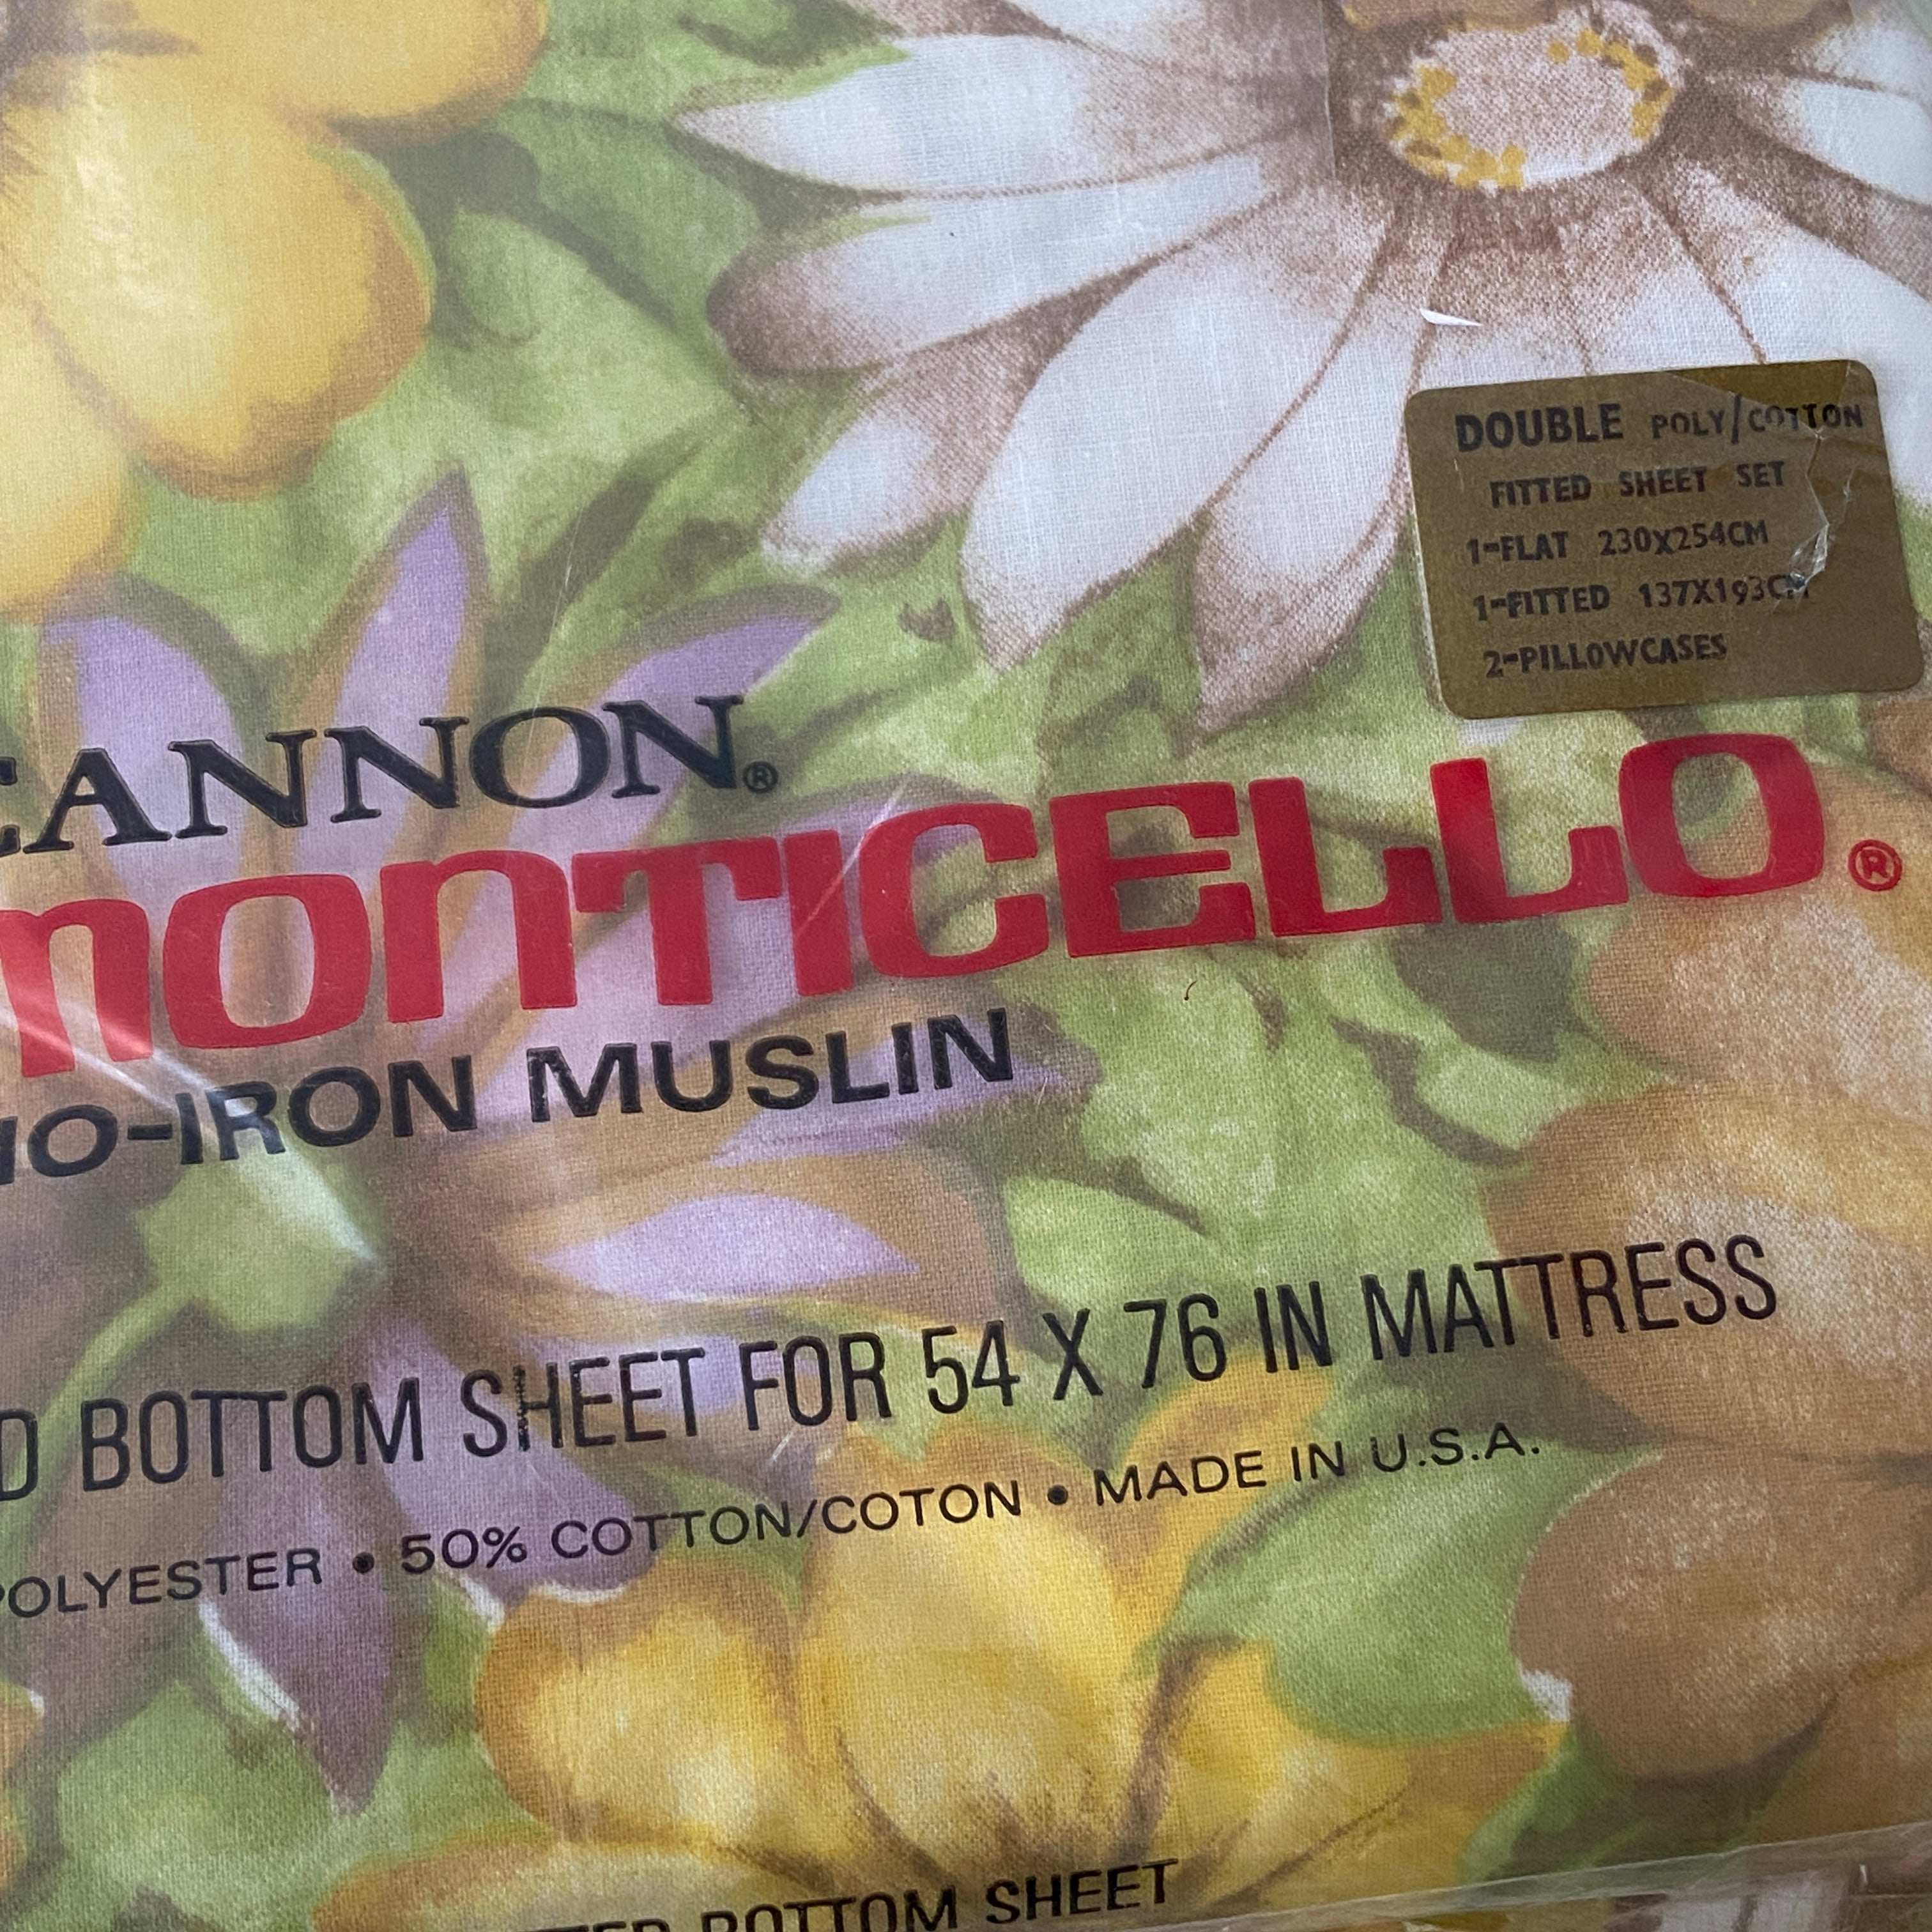 DOUBLE POLY/COTTON
FITTED SHEET SET
1-FLAT 230X254CM
1-FITTED 137X193CM
2-PILLOWCASES
CANNON®
MONTICELLO®
NO-IRON MUSLIN
D BOTTOM SHEET FOR 54 X 76 IN MATTRESS
POLYESTER • 50% COTTON/COTON • MADE IN U.S.A.
BOTTOM SHEET